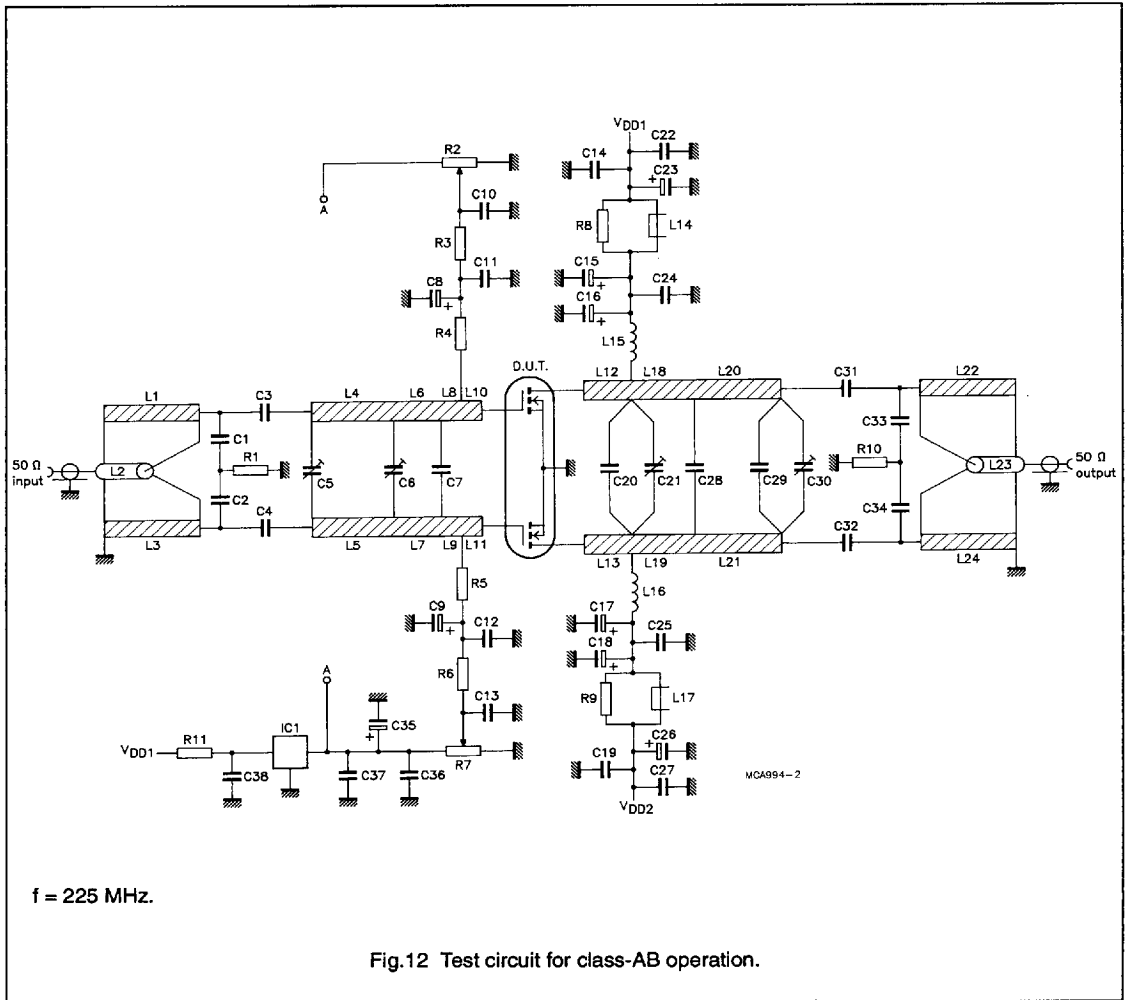 VDD1
C22
C14
C23
+
R2
A
C10
R8
L14
R3
C11
C15
+
C8
+
C24
C16
+
R4
L15
D.U.T.
L1
C3
L4
L6
L8
L10
L12
L18
L20
C31
L22
C1
C33
50 Ω
input
L2
R1
C5
C6
C7
C20
C21
C28
C29
C30
R10
L23
50 Ω
output
C2
C34
C4
C32
L3
L5
L7
L9
L11
L13
L19
L21
L24
R5
L16
C9
+
C12
C17
+
C25
C18
+
R6
A
C13
R9
L17
C35
+
IC1
VDD1
R11
R7
C26
+
C19
C38
C37
C36
C27
VDD2
MCA994-2
f = 225 MHz.
Fig.12 Test circuit for class-AB operation.